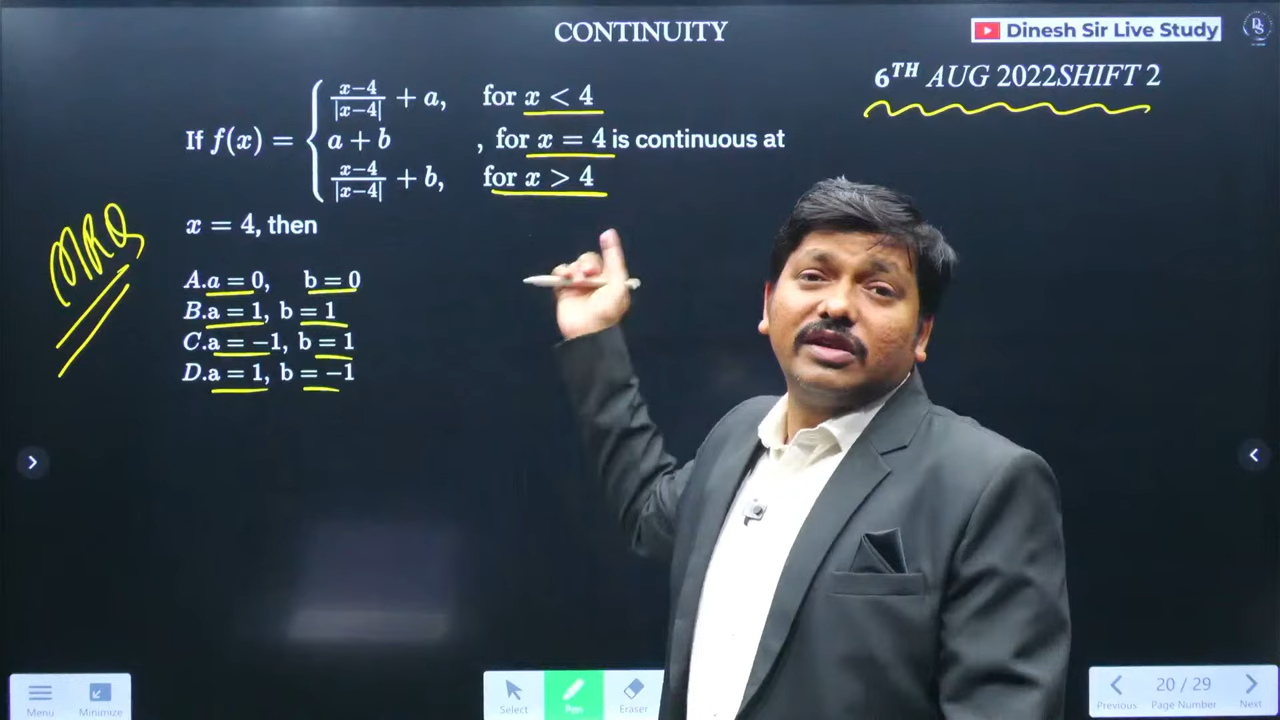 CONTINUITY
Dinesh Sir Live Study
DS
6TH AUG 2022SHIFT 2
If f(x) = { x−4/|x−4| + a, for x < 4
a + b , for x = 4 is continuous at
x−4/|x−4| + b, for x > 4
x = 4, then
MRQ
A.a = 0, b = 0
B.a = 1, b = 1
C.a = −1, b = 1
D.a = 1, b = −1
Menu Minimize
Select Pen Eraser
Previous 20 / 29 Page Number Next